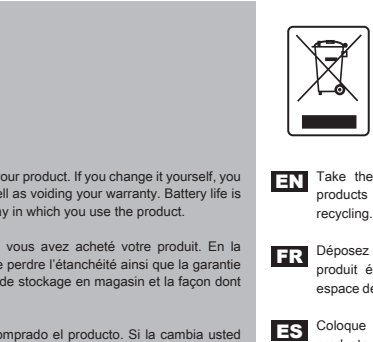 our product. If you change it yourself, you
ell as voiding your warranty. Battery life is
ay in which you use the product.
vous avez acheté votre produit. En la
perdre l'étanchéité ainsi que la garantie
de stockage en magasin et la façon dont
omprado el producto. Si la cambia usted
EN Take the
products
recycling.
FR Déposez
produit é
espace de
ES Coloque